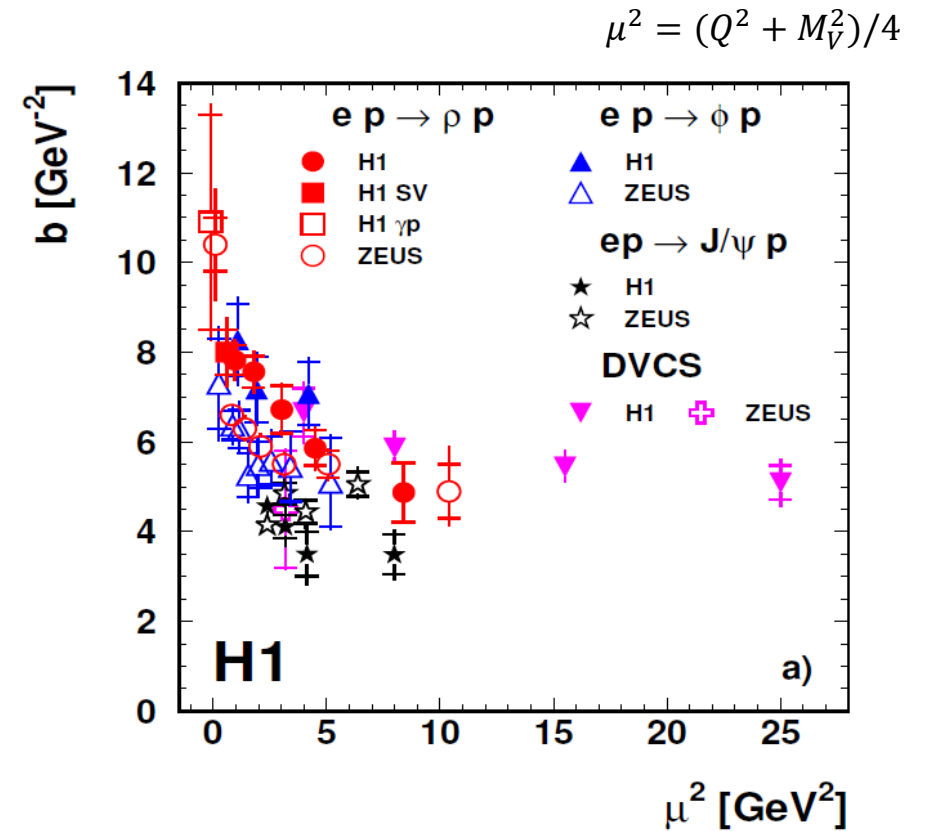 μ² = (Q² + M_V²)/4
b [GeV⁻²]
14
12
10
8
6
4
2
0
e p → ρ p
H1
H1 SV
H1 γp
ZEUS
e p → ϕ p
H1
ZEUS
ep → J/ψ p
H1
ZEUS
DVCS
H1 ZEUS
H1
a)
0 5 10 15 20 25
μ² [GeV²]